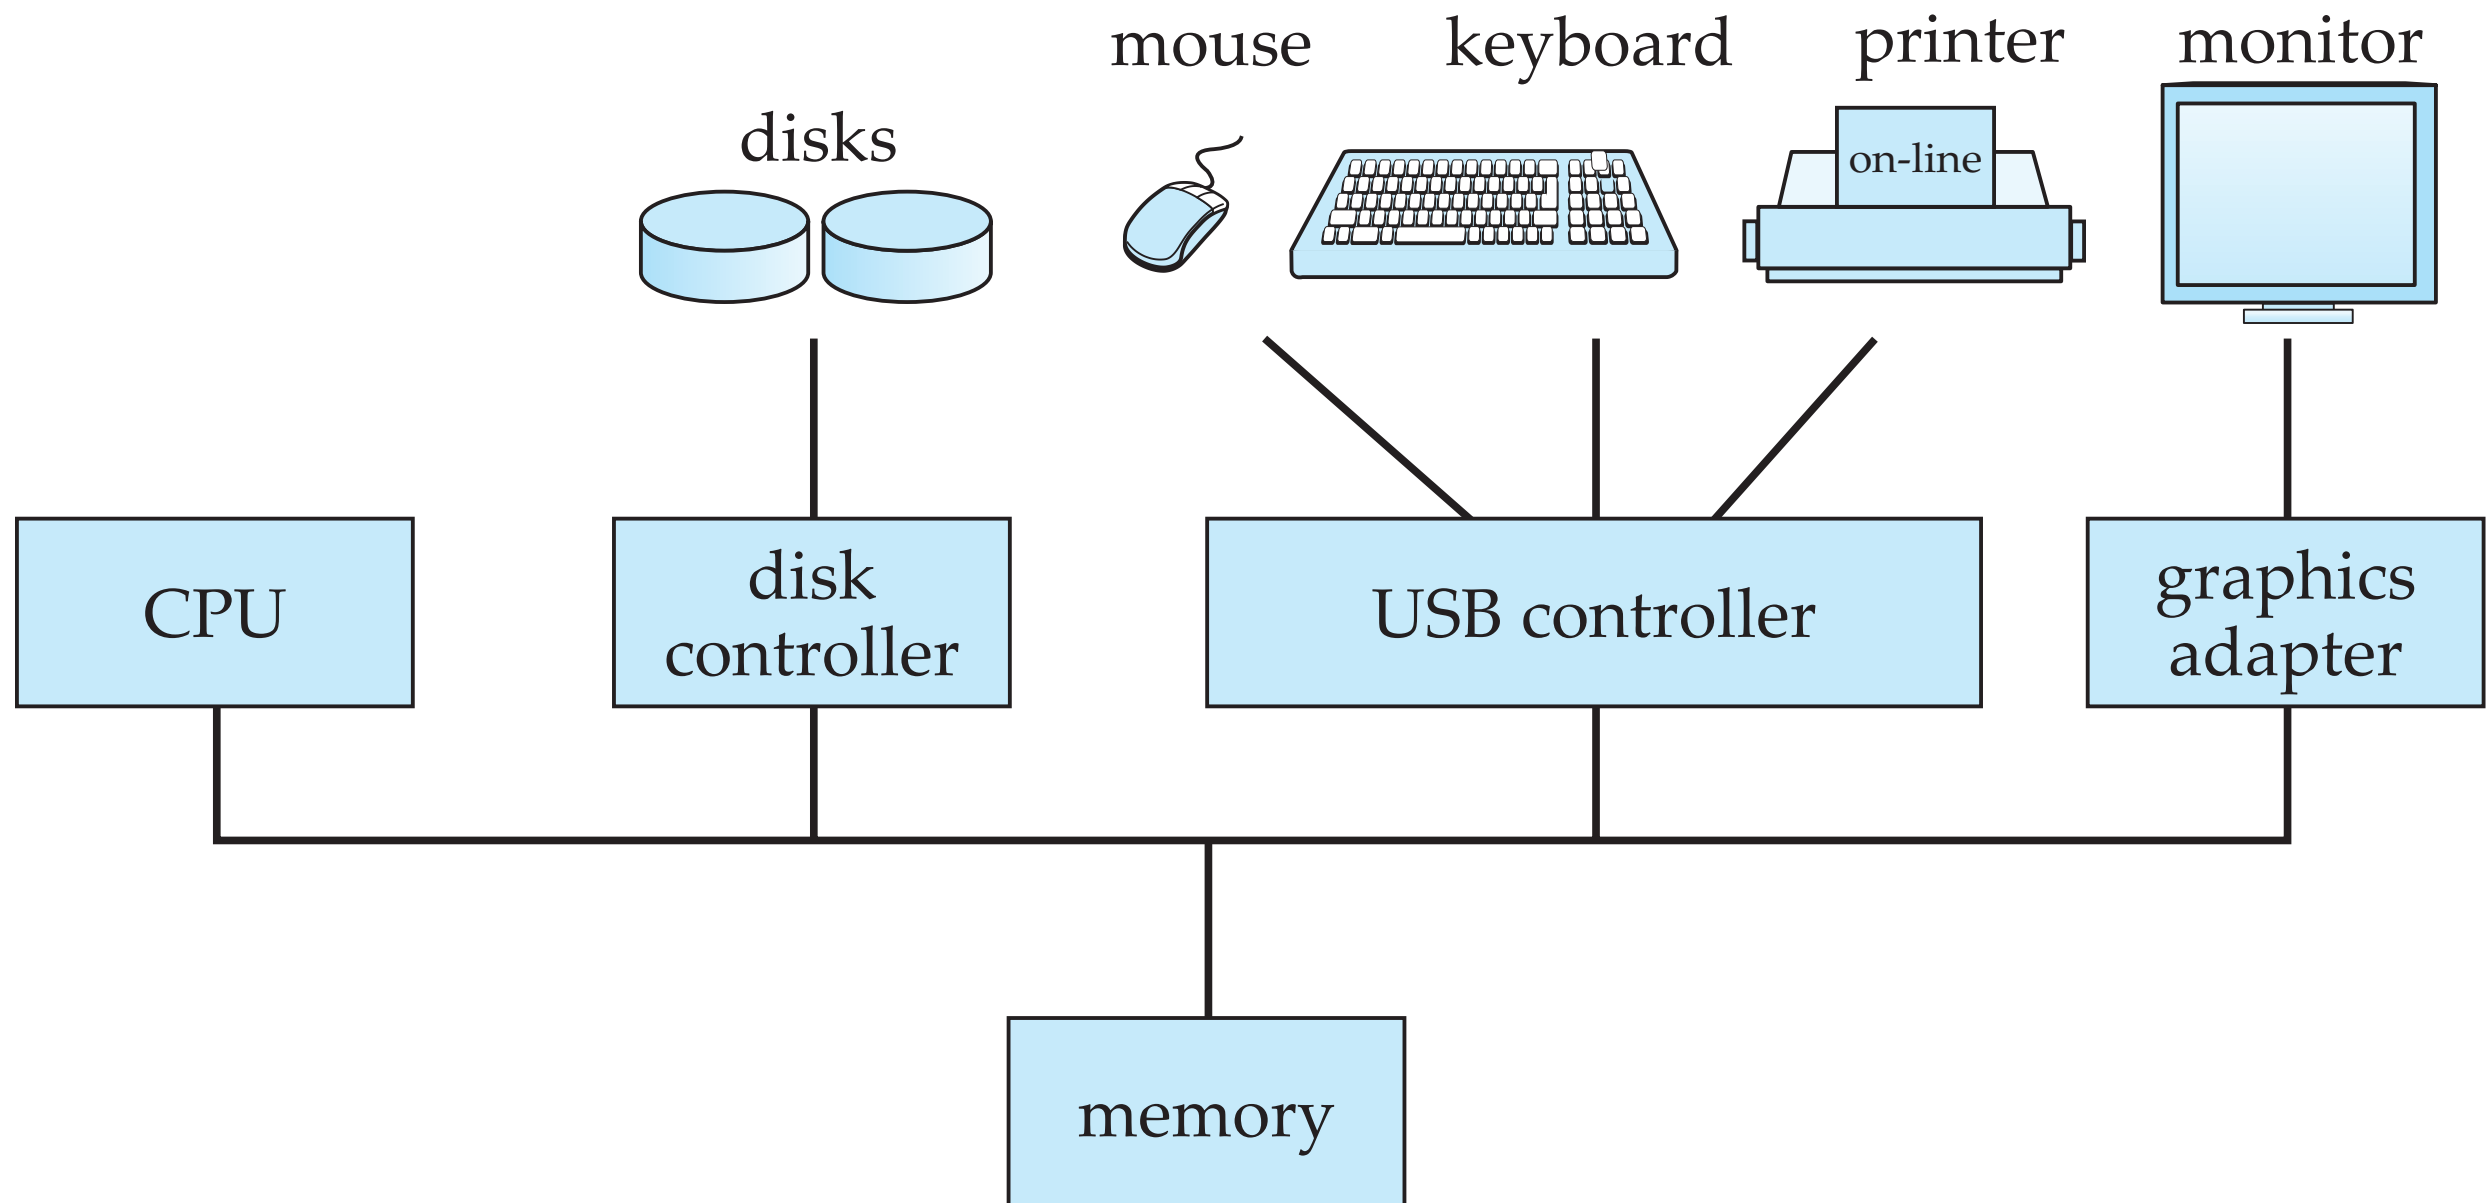 mouse
keyboard
printer
monitor
disks
on-line
CPU
disk
controller
USB controller
graphics
adapter
memory